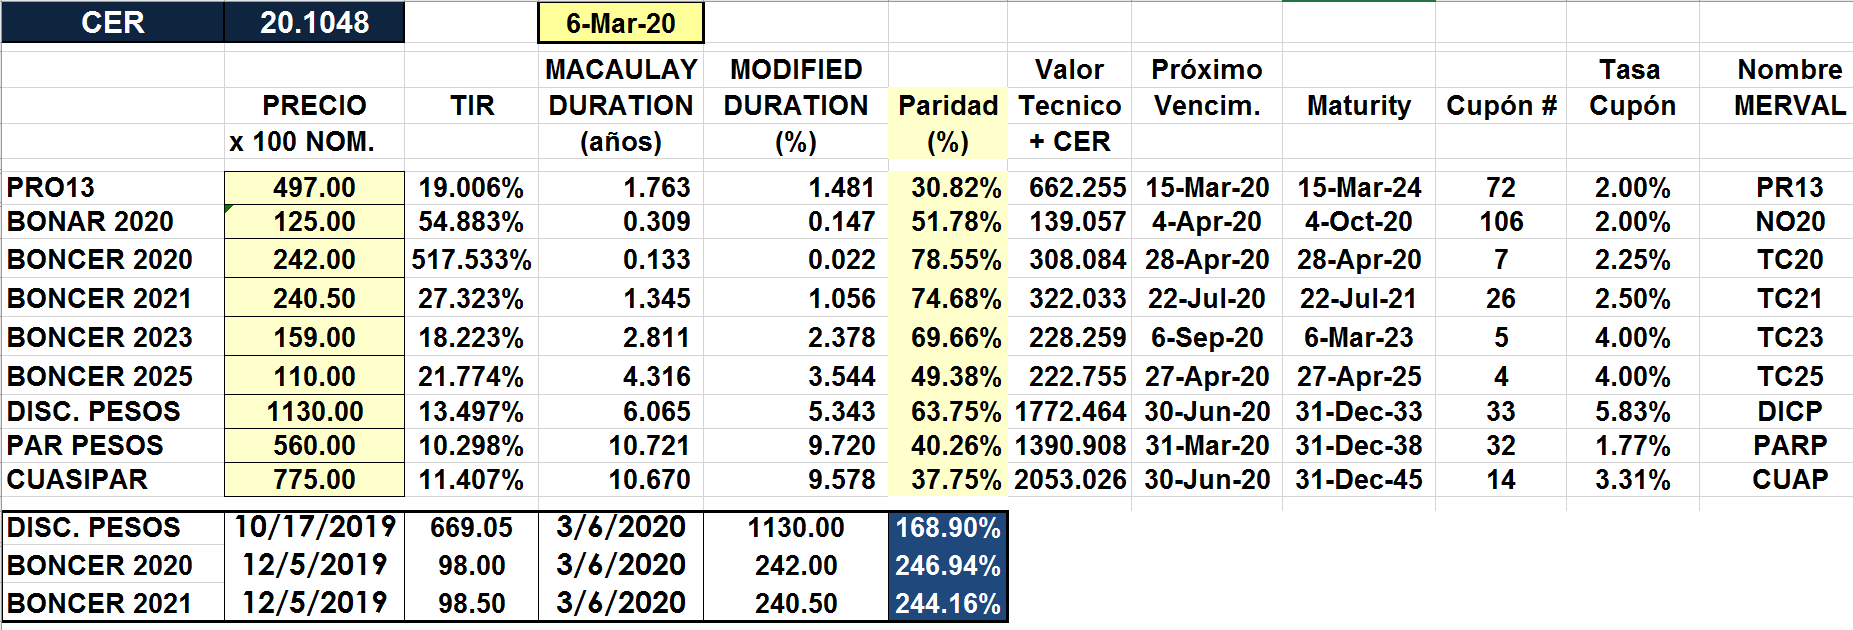 CER 20.1048 6-Mar-20
MACAULAY MODIFIED Valor Próximo Tasa Nombre
PRECIO TIR DURATION DURATION Paridad Tecnico Vencim. Maturity Cupón # Cupón MERVAL
x 100 NOM. (años) (%) (%) + CER
PRO13 497.00 19.006% 1.763 1.481 30.82% 662.255 15-Mar-20 15-Mar-24 72 2.00% PR13
BONAR 2020 125.00 54.883% 0.309 0.147 51.78% 139.057 4-Apr-20 4-Oct-20 106 2.00% NO20
BONCER 2020 242.00 517.533% 0.133 0.022 78.55% 308.084 28-Apr-20 28-Apr-20 7 2.25% TC20
BONCER 2021 240.50 27.323% 1.345 1.056 74.68% 322.033 22-Jul-20 22-Jul-21 26 2.50% TC21
BONCER 2023 159.00 18.223% 2.811 2.378 69.66% 228.259 6-Sep-20 6-Mar-23 5 4.00% TC23
BONCER 2025 110.00 21.774% 4.316 3.544 49.38% 222.755 27-Apr-20 27-Apr-25 4 4.00% TC25
DISC. PESOS 1130.00 13.497% 6.065 5.343 63.75% 1772.464 30-Jun-20 31-Dec-33 33 5.83% DICP
PAR PESOS 560.00 10.298% 10.721 9.720 40.26% 1390.908 31-Mar-20 31-Dec-38 32 1.77% PARP
CUASIPAR 775.00 11.407% 10.670 9.578 37.75% 2053.026 30-Jun-20 31-Dec-45 14 3.31% CUAP
DISC. PESOS 10/17/2019 669.05 3/6/2020 1130.00 168.90%
BONCER 2020 12/5/2019 98.00 3/6/2020 242.00 246.94%
BONCER 2021 12/5/2019 98.50 3/6/2020 240.50 244.16%